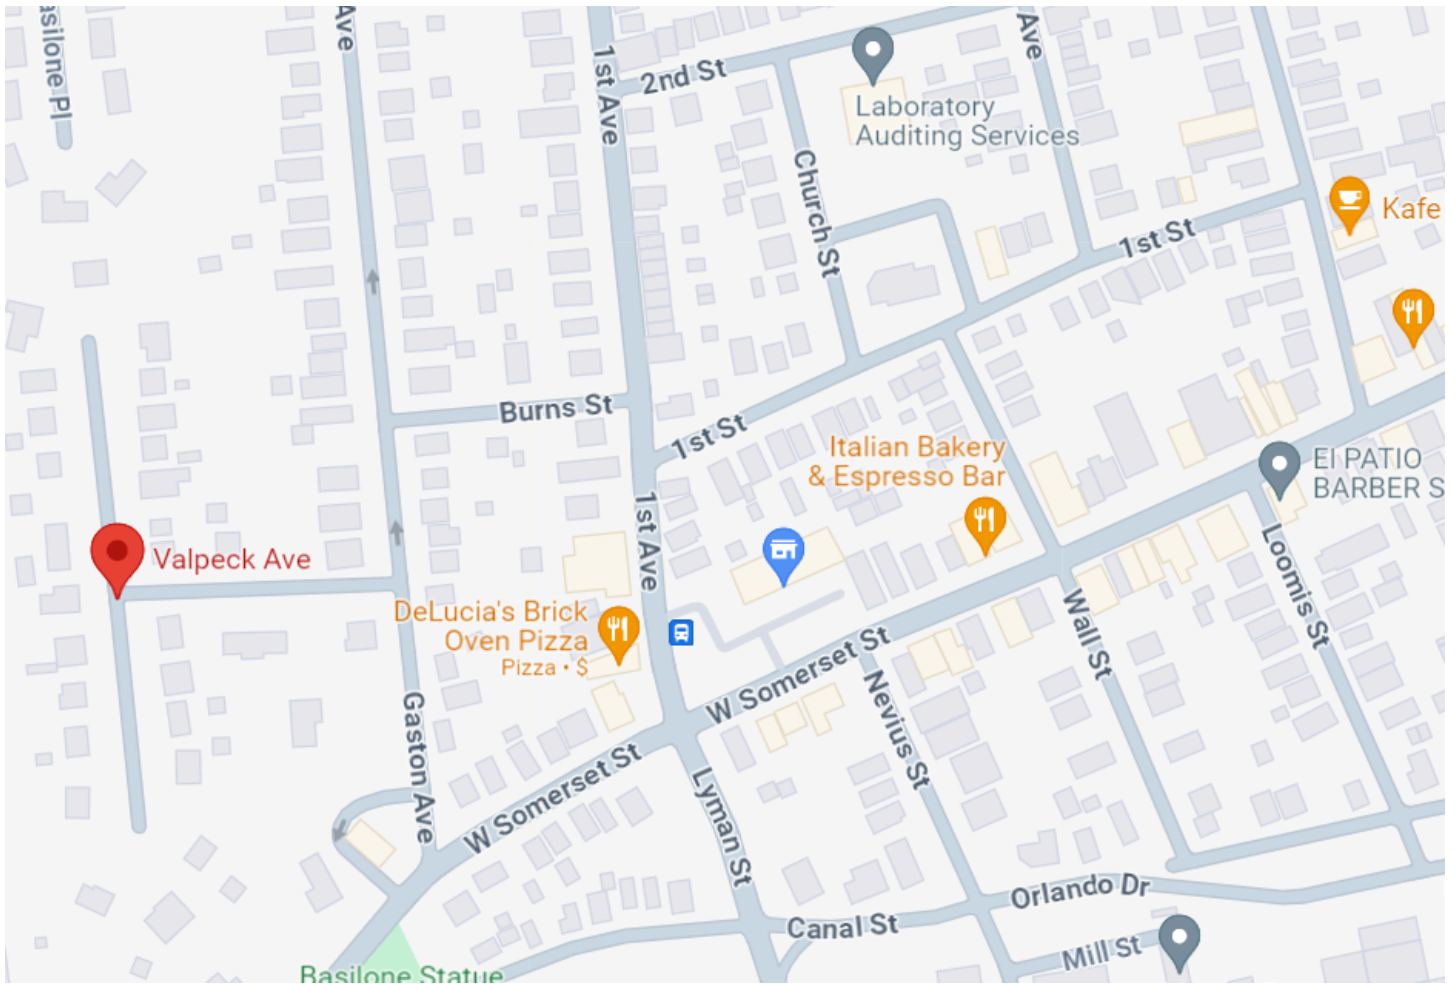 asilone Pl
Ave
1st Ave
2nd St
Ave
Laboratory
Auditing Services
Church St
Kafe
1st St
Burns St
1st St
Italian Bakery
& Espresso Bar
El PATIO
BARBER S
1st Ave
Valpeck Ave
Loomis St
DeLucia's Brick
Oven Pizza
Pizza • $
Wall St
W Somerset St
Nevius St
Gaston Ave
W Somerset St
Lyman St
Orlando Dr
Canal St
Mill St
Basilone Statue